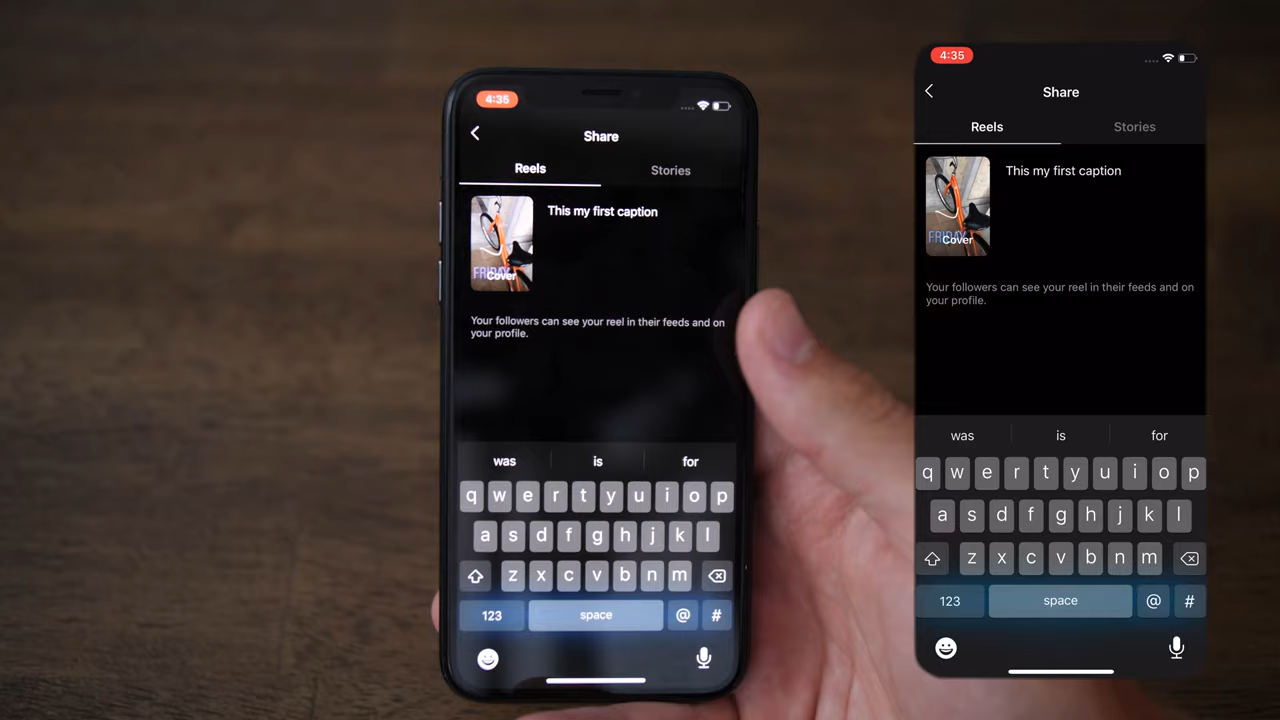 4:35
Share
Reels
Stories
This my first caption
FRIDAY
Cover
Your followers can see your reel in their feeds and on
your profile.
was is for
q w e r t y u i o p
a s d f g h j k l
z x c v b n m
123 space @ #
4:35
Share
Reels
Stories
This my first caption
FRIDAY
Cover
Your followers can see your reel in their feeds and on
your profile.
was is for
q w e r t y u i o p
a s d f g h j k l
z x c v b n m
123 space @ #